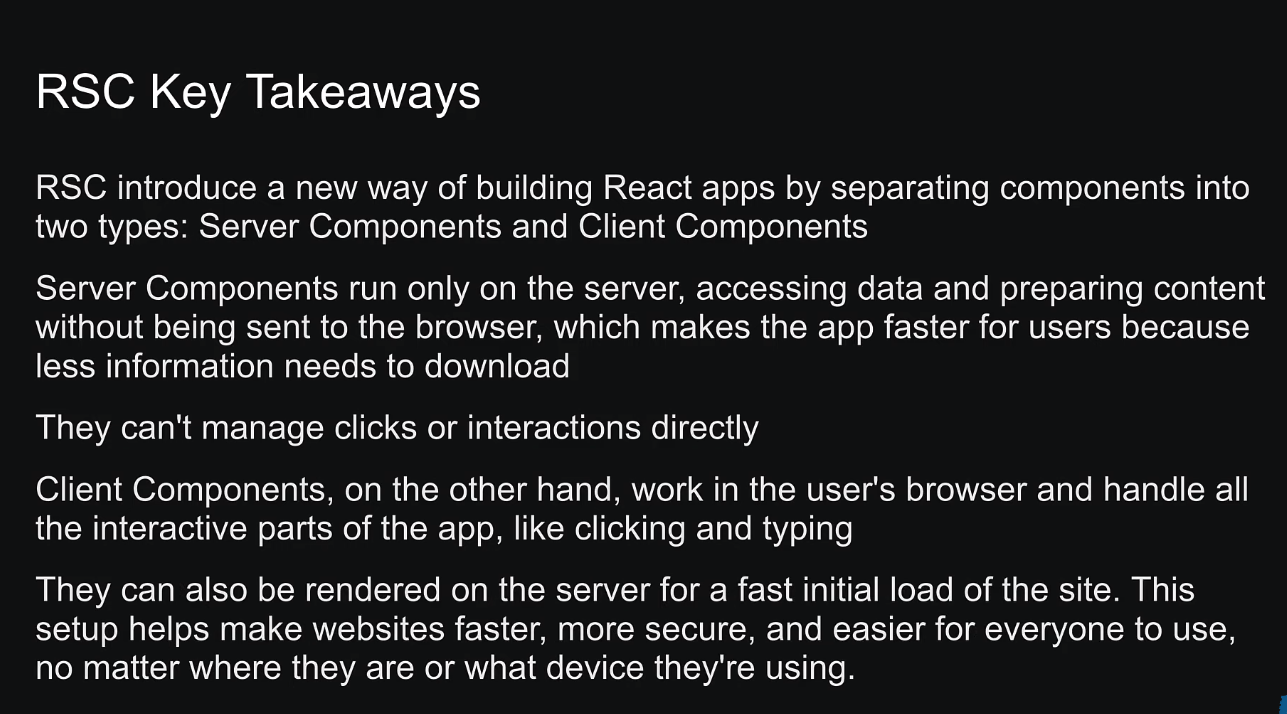 RSC Key Takeaways
RSC introduce a new way of building React apps by separating components into
two types: Server Components and Client Components
Server Components run only on the server, accessing data and preparing content
without being sent to the browser, which makes the app faster for users because
less information needs to download
They can't manage clicks or interactions directly
Client Components, on the other hand, work in the user's browser and handle all
the interactive parts of the app, like clicking and typing
They can also be rendered on the server for a fast initial load of the site. This
setup helps make websites faster, more secure, and easier for everyone to use,
no matter where they are or what device they're using.